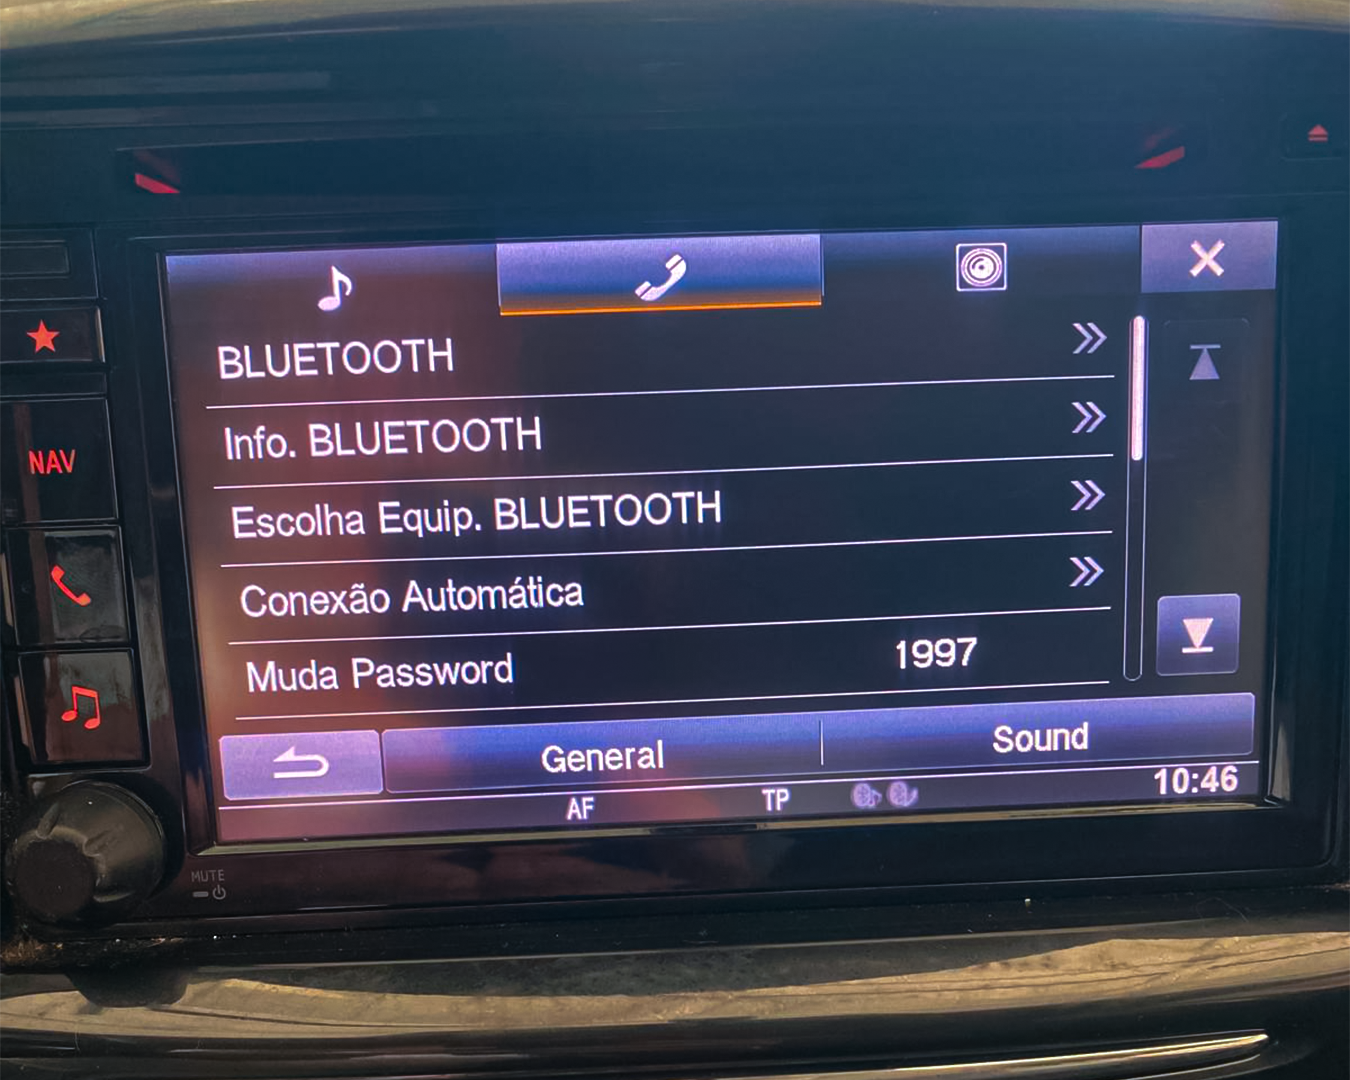 BLUETOOTH
Info. BLUETOOTH
NAV
Escolha Equip. BLUETOOTH
Conexão Automática
Muda Password 1997
General Sound
AF TP 10:46
MUTE